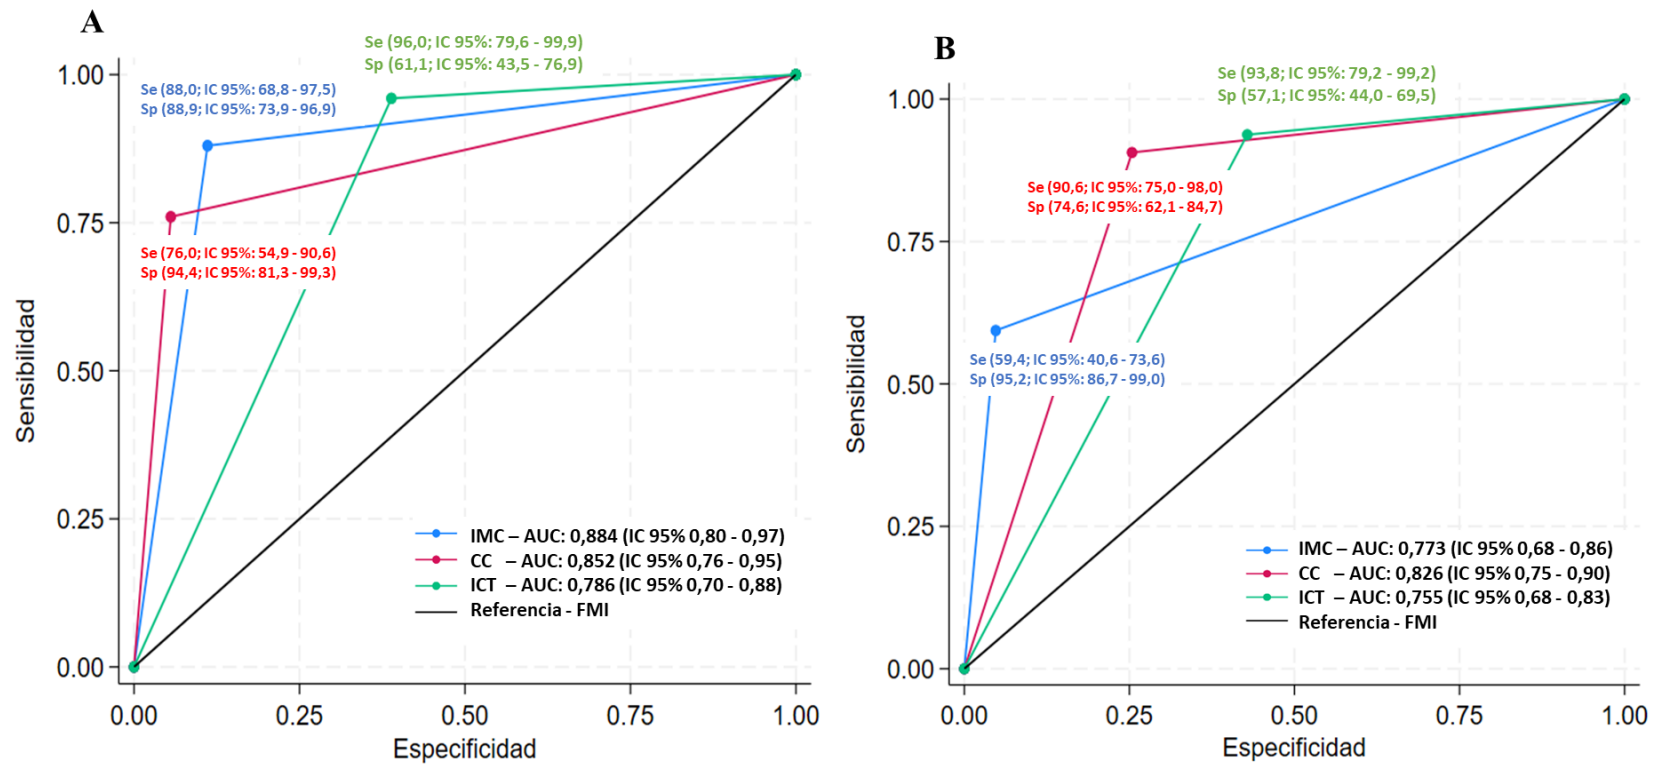 A
Se (96,0; IC 95%: 79,6 - 99,9)
Sp (61,1; IC 95%: 43,5 - 76,9)
Se (88,0; IC 95%: 68,8 - 97,5)
Sp (88,9; IC 95%: 73,9 - 96,9)
Se (76,0; IC 95%: 54,9 - 90,6)
Sp (94,4; IC 95%: 81,3 - 99,3)
1.00
0.75
0.50
0.25
0.00
Sensibilidad
IMC – AUC: 0,884 (IC 95% 0,80 - 0,97)
CC – AUC: 0,852 (IC 95% 0,76 - 0,95)
ICT – AUC: 0,786 (IC 95% 0,70 - 0,88)
Referencia - FMI
0.00 0.25 0.50 0.75 1.00
Especificidad
B
Se (93,8; IC 95%: 79,2 - 99,2)
Sp (57,1; IC 95%: 44,0 - 69,5)
Se (90,6; IC 95%: 75,0 - 98,0)
Sp (74,6; IC 95%: 62,1 - 84,7)
Se (59,4; IC 95%: 40,6 - 73,6)
Sp (95,2; IC 95%: 86,7 - 99,0)
1.00
0.75
0.50
0.25
0.00
Sensibilidad
IMC – AUC: 0,773 (IC 95% 0,68 - 0,86)
CC – AUC: 0,826 (IC 95% 0,75 - 0,90)
ICT – AUC: 0,755 (IC 95% 0,68 - 0,83)
Referencia - FMI
0.00 0.25 0.50 0.75 1.00
Especificidad